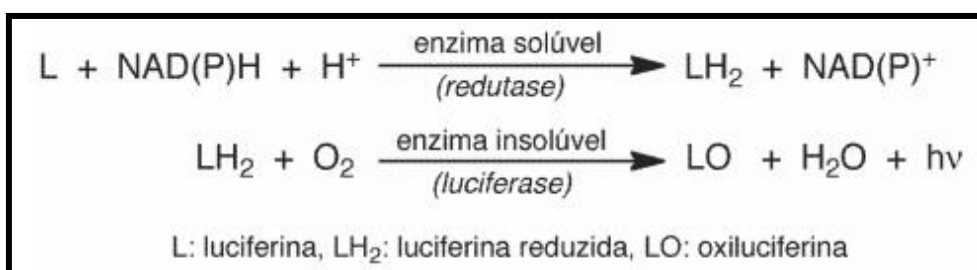 enzima solúvel
L + NAD(P)H + H⁺ → LH₂ + NAD(P)⁺
(redutase)
enzima insolúvel
LH₂ + O₂ → LO + H₂O + hν
(luciferase)
L: luciferina, LH₂: luciferina reduzida, LO: oxiluciferina